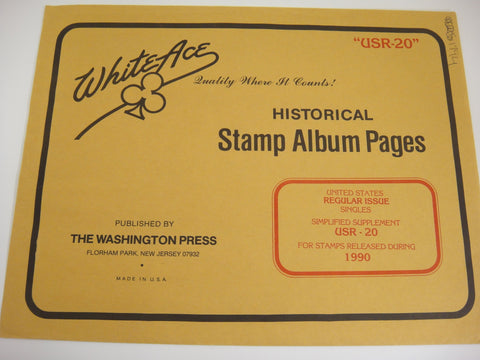 "USR-20"
White Ace
Quality Where It Counts!
HISTORICAL
Stamp Album Pages
UNITED STATES
REGULAR ISSUE
SINGLES
SIMPLIFIED SUPPLEMENT
USR - 20
FOR STAMPS RELEASED DURING
1990
PUBLISHED BY
THE WASHINGTON PRESS
FLORHAM PARK, NEW JERSEY 07932
MADE IN U.S.A.